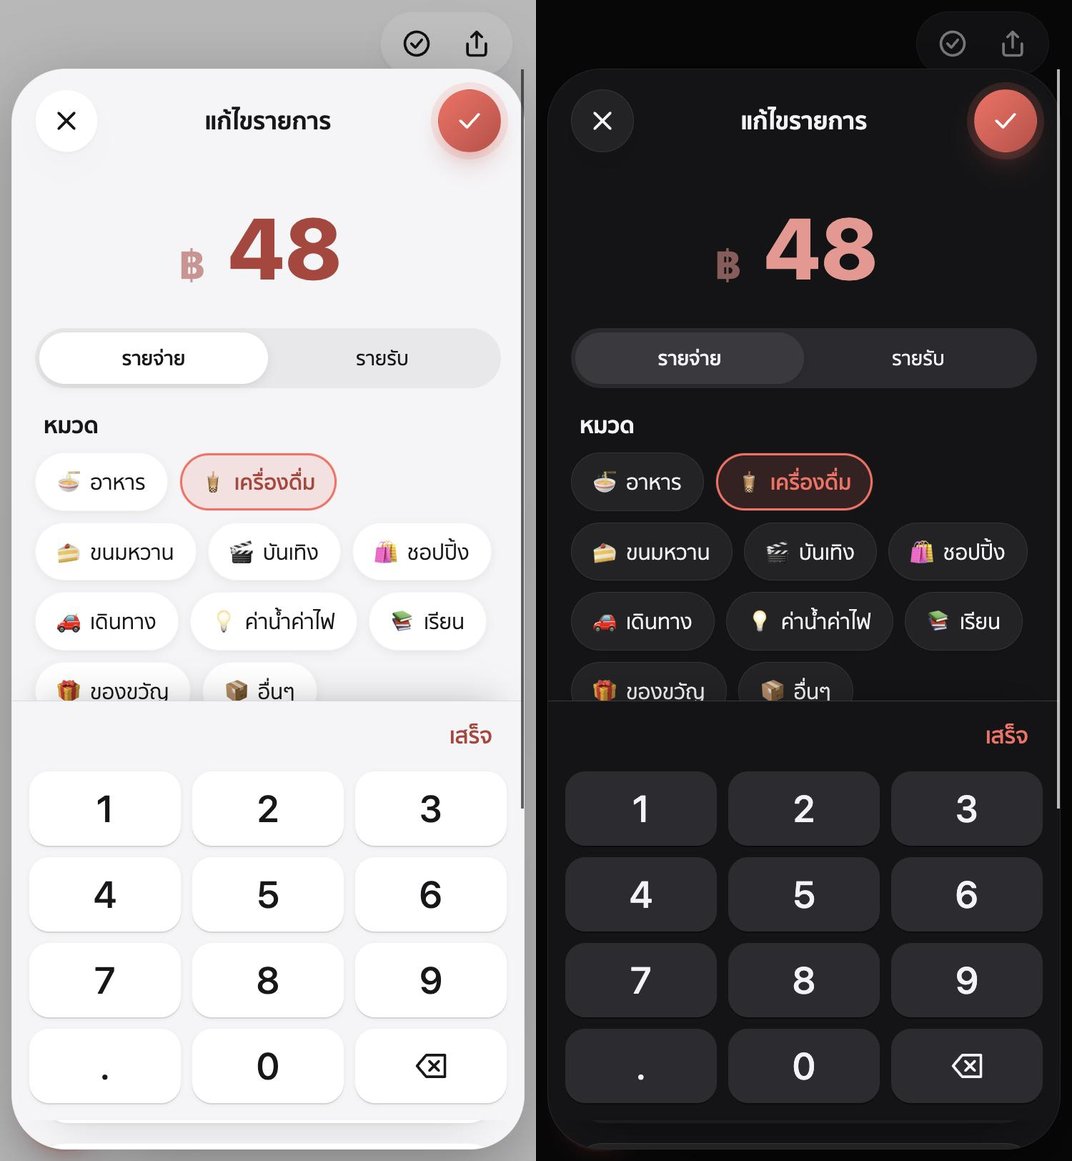 แก้ไขรายการ
฿ 48
รายจ่าย รายรับ
หมวด
อาหาร เครื่องดื่ม
ขนมหวาน บันเทิง ชอปปิ้ง
เดินทาง ค่าน้ำค่าไฟ เรียน
ของขวัญ อื่นๆ
เสร็จ
1 2 3
4 5 6
7 8 9
. 0
แก้ไขรายการ
฿ 48
รายจ่าย รายรับ
หมวด
อาหาร เครื่องดื่ม
ขนมหวาน บันเทิง ชอปปิ้ง
เดินทาง ค่าน้ำค่าไฟ เรียน
ของขวัญ อื่นๆ
เสร็จ
1 2 3
4 5 6
7 8 9
. 0